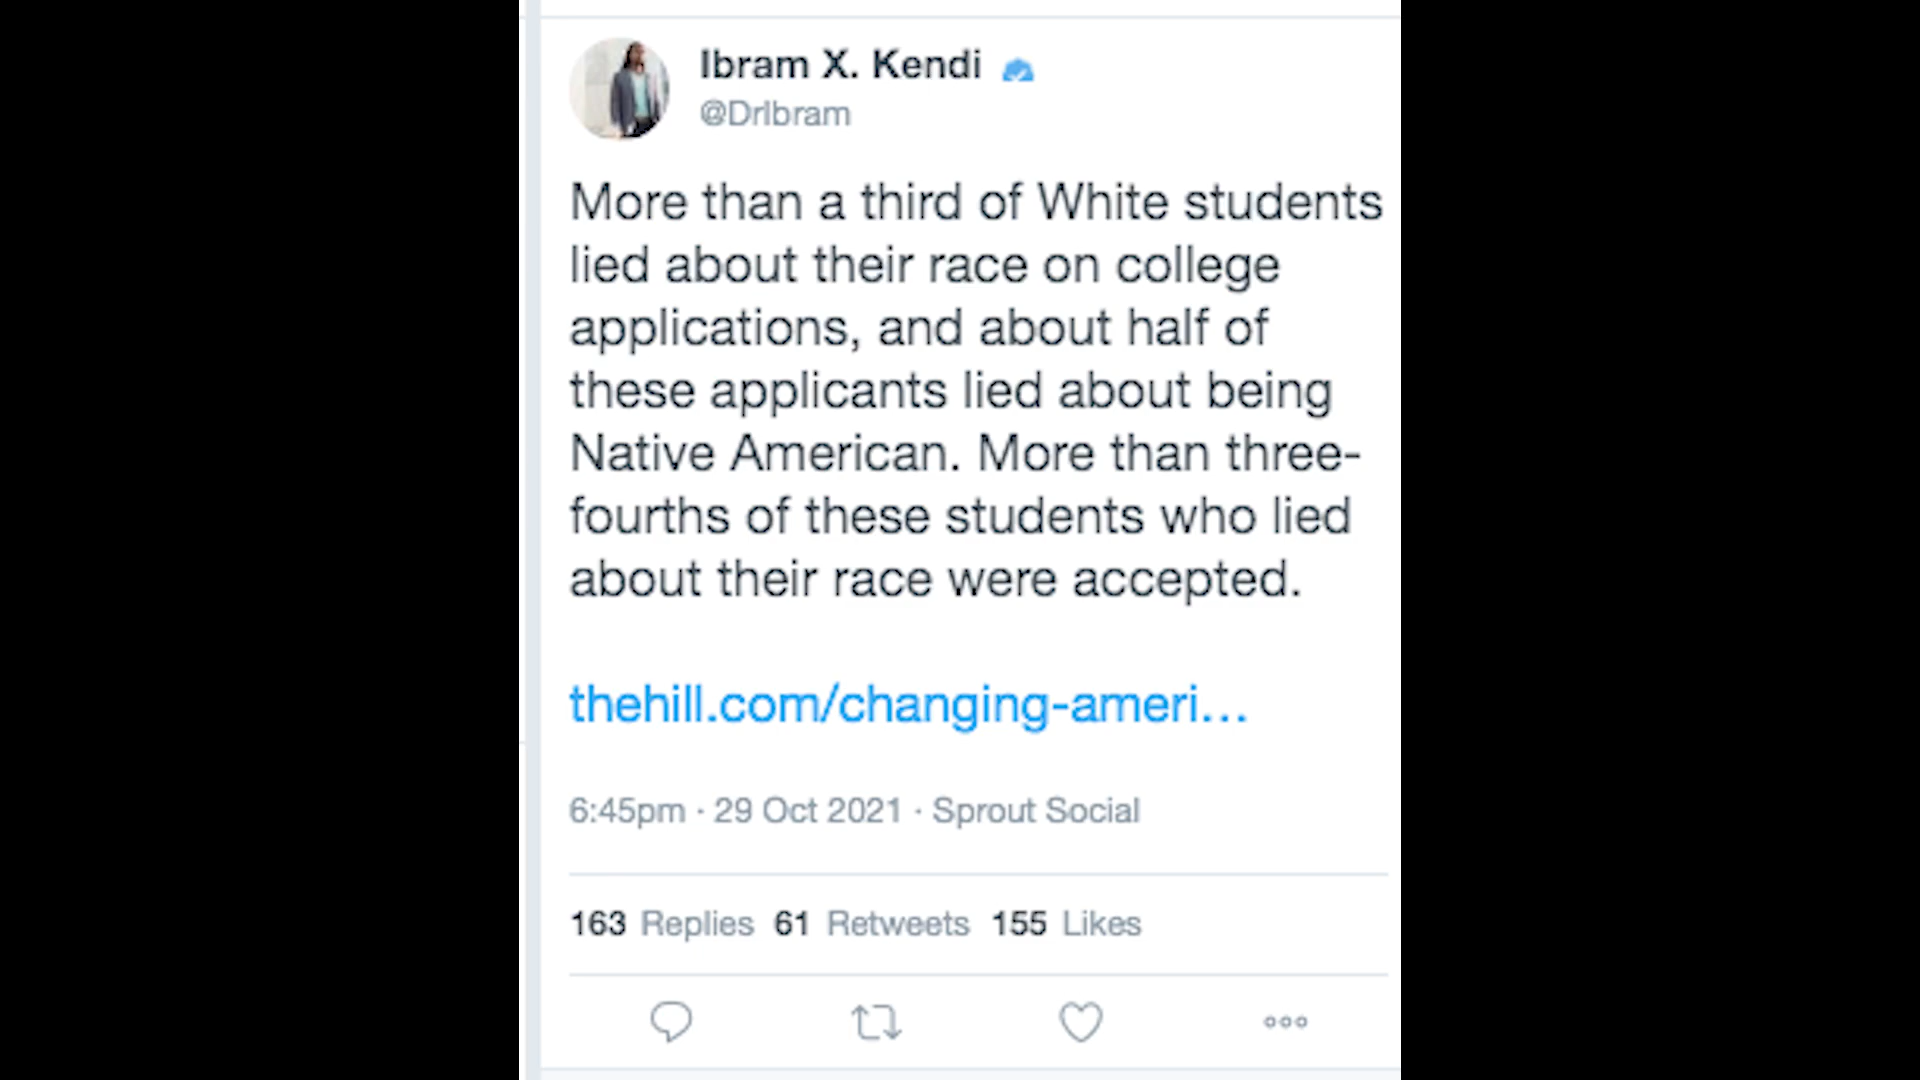 Ibram X. Kendi
@DrIbram
More than a third of White students
lied about their race on college
applications, and about half of
these applicants lied about being
Native American. More than three-
fourths of these students who lied
about their race were accepted.
thehill.com/changing-ameri...
6:45pm · 29 Oct 2021 · Sprout Social
163 Replies 61 Retweets 155 Likes